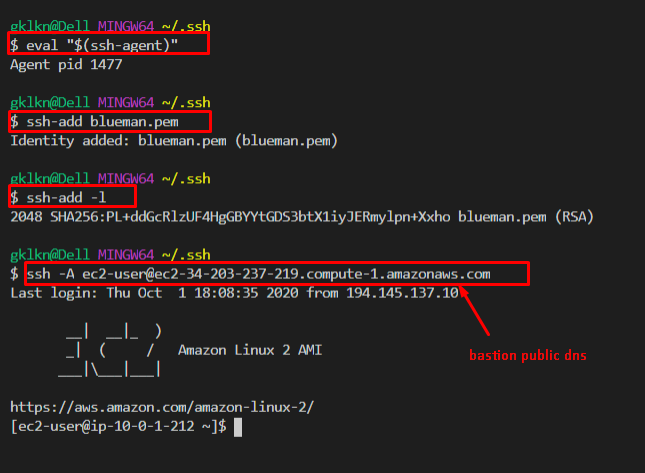 gklkn@Dell MINGW64 ~/.ssh
$ eval "$(ssh-agent)"
Agent pid 1477
gklkn@Dell MINGW64 ~/.ssh
$ ssh-add blueman.pem
Identity added: blueman.pem (blueman.pem)
gklkn@Dell MINGW64 ~/.ssh
$ ssh-add -l
2048 SHA256:PL+ddGcRlzUF4HgGBYYtGDS3btX1iyJERmylpn+Xxho blueman.pem (RSA)
gklkn@Dell MINGW64 ~/.ssh
$ ssh -A ec2-user@ec2-34-203-237-219.compute-1.amazonaws.com
Last login: Thu Oct  1 18:08:35 2020 from 194.145.137.10
bastion public dns
       __|  __|_  )
       _|  (     /   Amazon Linux 2 AMI
      ___|\___|___|
https://aws.amazon.com/amazon-linux-2/
[ec2-user@ip-10-0-1-212 ~]$